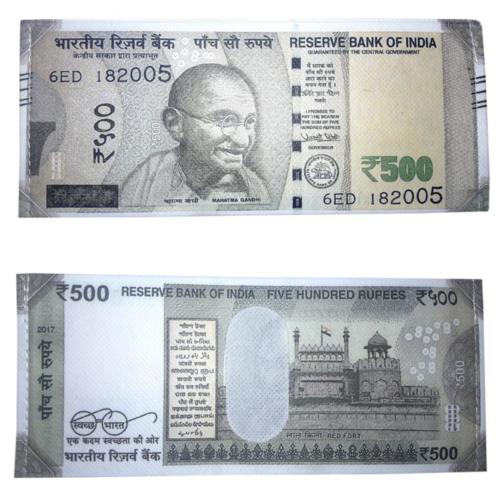 भारतीय रिज़र्व बैंक
केन्द्रीय सरकार द्वारा प्रत्याभूत
पाँच सौ रुपये
RESERVE BANK OF INDIA
GUARANTEED BY THE CENTRAL GOVERNMENT
6ED 182005
₹५००
मैं धारक को
पाँच सौ रुपये
अदा करने का
वचन देता हूँ।
I PROMISE TO
PAY THE BEARER
THE SUM OF FIVE
HUNDRED RUPEES
GOVERNOR
₹500
6ED 182005
महात्मा गांधी
MAHATMA GANDHI
₹500
RESERVE BANK OF INDIA
FIVE HUNDRED RUPEES
₹५००
2017
पाँच सौ रुपये
स्वच्छ भारत
एक कदम स्वच्छता की ओर
भारतीय रिज़र्व बैंक
लाल किला
RED FORT
500
₹500